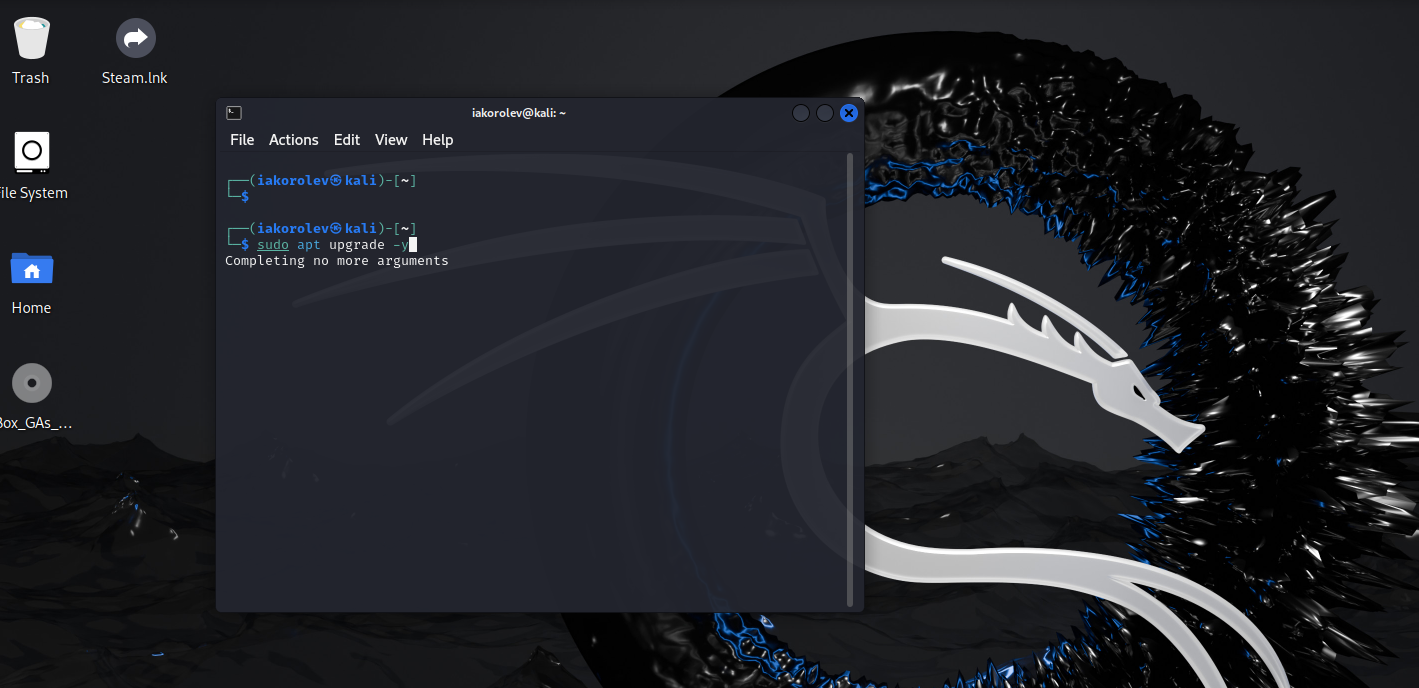 Trash
Steam.lnk
ile System
Home
Box_GAs_...
iakorolev@kali: ~
File Actions Edit View Help
┌──(iakorolev㉿kali)-[~]
└─$
┌──(iakorolev㉿kali)-[~]
└─$ sudo apt upgrade -y
Completing no more arguments